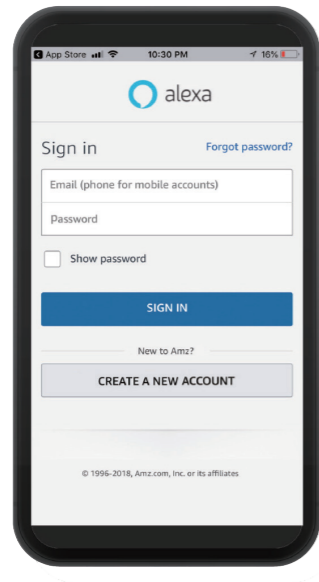 App Store 10:30 PM 16%
alexa
Sign in Forgot password?
Email (phone for mobile accounts)
Password
Show password
SIGN IN
New to Amz?
CREATE A NEW ACCOUNT
© 1996-2018, Amz.com, Inc. or its affiliates